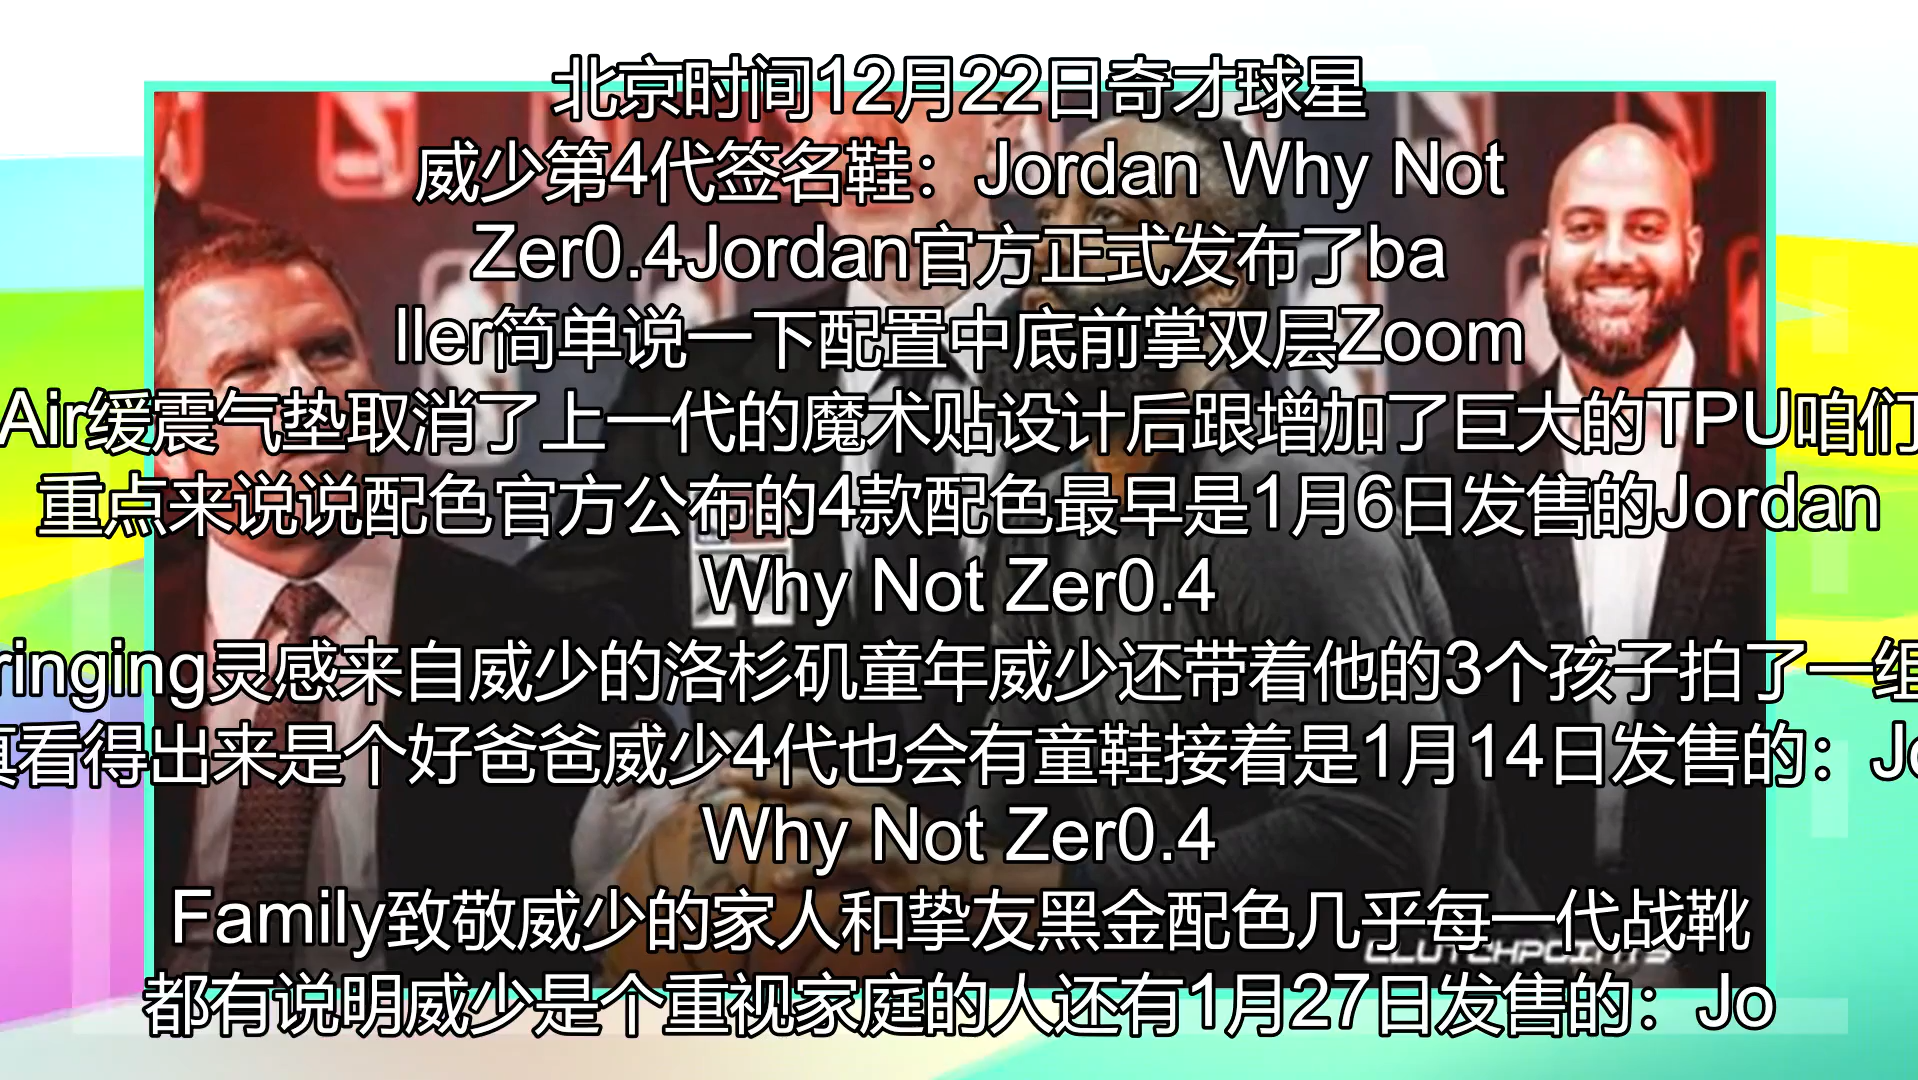 北京时间12月22日奇才球星
威少第4代签名鞋：Jordan Why Not
Zer0.4Jordan官方正式发布了ba
ller简单说一下配置中底前掌双层Zoom
Air缓震气垫取消了上一代的魔术贴设计后跟增加了巨大的TPU咱们
重点来说说配色官方公布的4款配色最早是1月6日发售的Jordan
Why Not Zer0.4
ringing灵感来自威少的洛杉矶童年威少还带着他的3个孩子拍了一组
真看得出来是个好爸爸威少4代也会有童鞋接着是1月14日发售的：Jo
Why Not Zer0.4
Family致敬威少的家人和挚友黑金配色几乎每一代战靴
CLUTCHPOINTS
都有说明威少是个重视家庭的人还有1月27日发售的：Jo